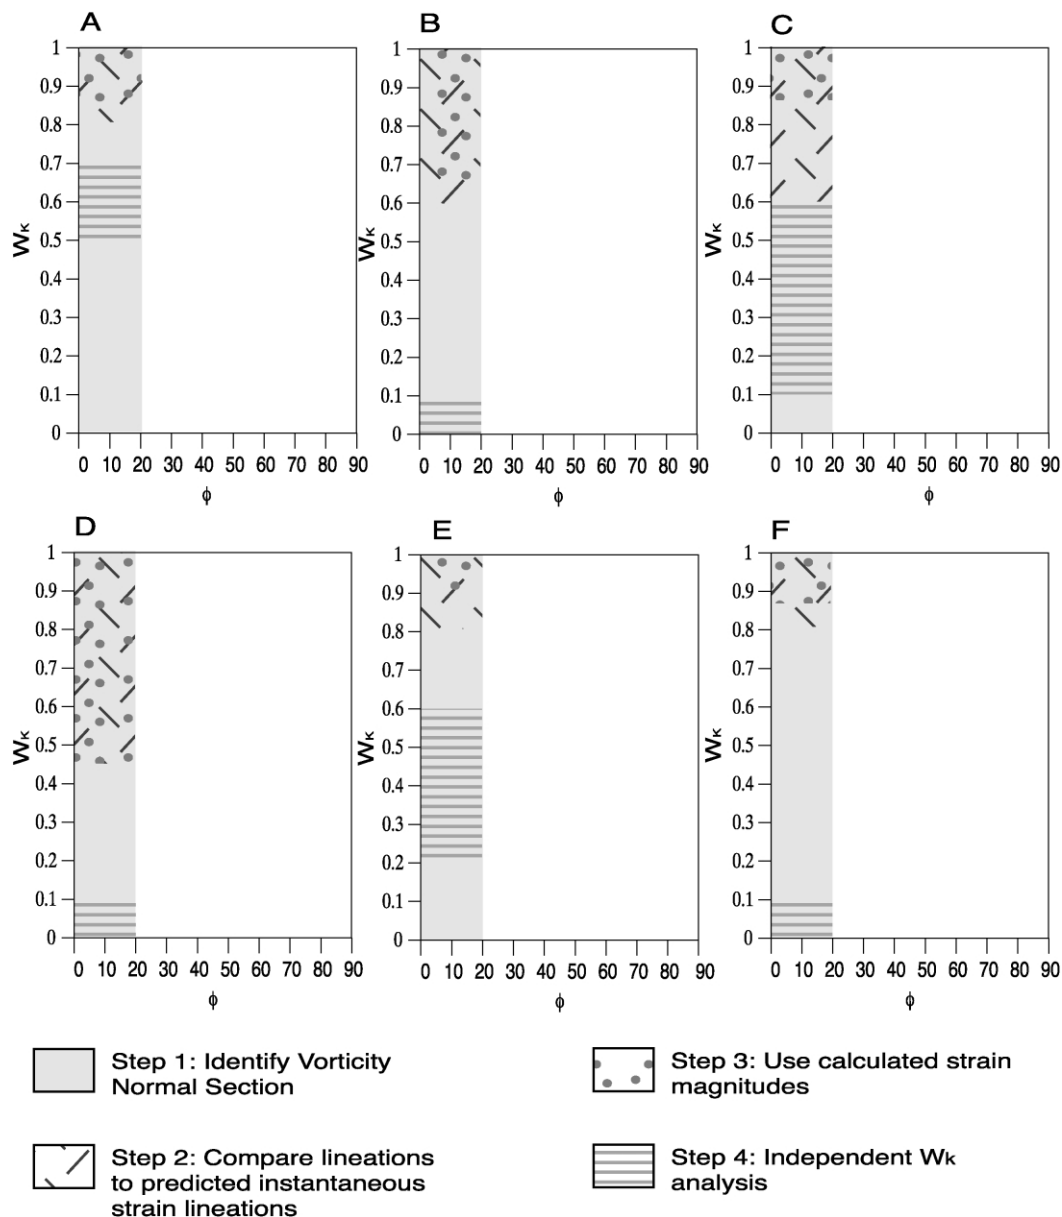 A
B
C
1
0.9
0.8
0.7
0.6
0.5
0.4
0.3
0.2
0.1
0
WK
0 10 20 30 40 50 60 70 80 90
ϕ
1
0.9
0.8
0.7
0.6
0.5
0.4
0.3
0.2
0.1
0
WK
0 10 20 30 40 50 60 70 80 90
ϕ
1
0.9
0.8
0.7
0.6
0.5
0.4
0.3
0.2
0.1
0
WK
0 10 20 30 40 50 60 70 80 90
ϕ
D
E
F
1
0.9
0.8
0.7
0.6
0.5
0.4
0.3
0.2
0.1
0
WK
0 10 20 30 40 50 60 70 80 90
ϕ
1
0.9
0.8
0.7
0.6
0.5
0.4
0.3
0.2
0.1
0
WK
0 10 20 30 40 50 60 70 80 90
ϕ
1
0.9
0.8
0.7
0.6
0.5
0.4
0.3
0.2
0.1
0
WK
0 10 20 30 40 50 60 70 80 90
ϕ
Step 1: Identify Vorticity
Normal Section
Step 2: Compare lineations
to predicted instantaneous
strain lineations
Step 3: Use calculated strain
magnitudes
Step 4: Independent Wk
analysis